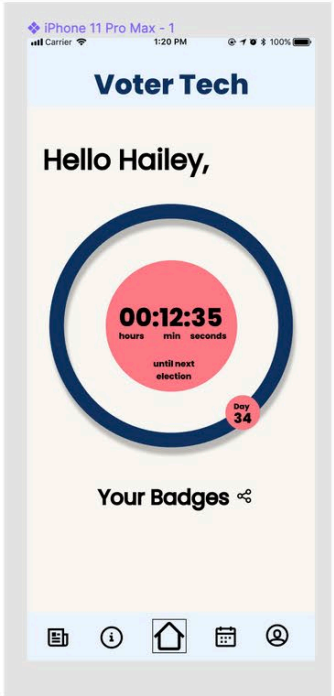 iPhone 11 Pro Max - 1
Carrier 1:20 PM 100%
Voter Tech
Hello Hailey,
00:12:35
hours min seconds
until next
election
Day
34
Your Badges